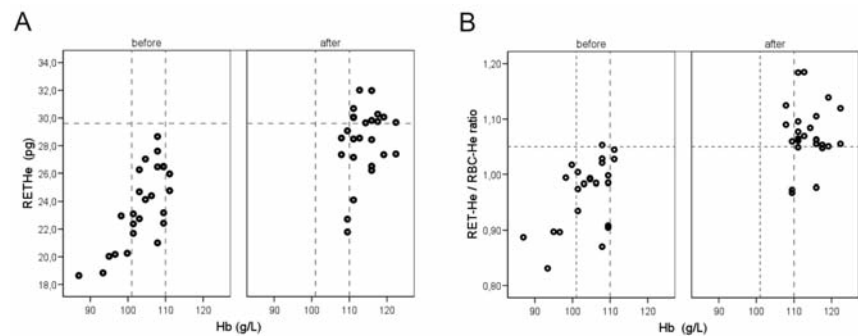 A
before
after
RETHe (pg)
34,0
32,0
30,0
28,0
26,0
24,0
22,0
20,0
18,0
90 100 110 120 90 100 110 120
Hb (g/L)
B
before
after
RET-He / RBC-He ratio
1,20
1,10
1,00
0,90
0,80
90 100 110 120 90 100 110 120
Hb (g/L)